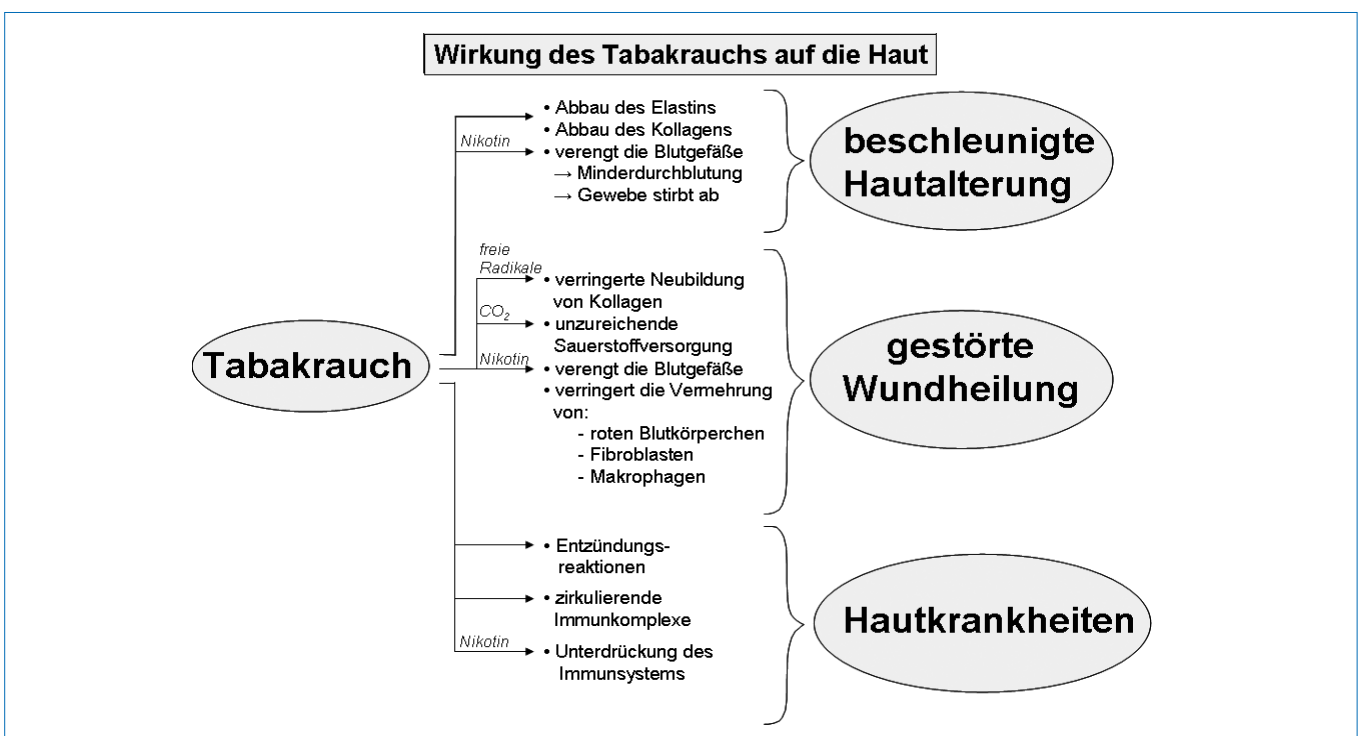 Wirkung des Tabakrauchs auf die Haut
• Abbau des Elastins
• Abbau des Kollagens
Nikotin
• verengt die Blutgefäße
→ Minderdurchblutung
→ Gewebe stirbt ab
beschleunigte
Hautalterung
Tabakrauch
freie
Radikale
• verringerte Neubildung
von Kollagen
CO₂
• unzureichende
Sauerstoffversorgung
Nikotin
• verengt die Blutgefäße
• verringert die Vermehrung
von:
- roten Blutkörperchen
- Fibroblasten
- Makrophagen
gestörte
Wundheilung
• Entzündungs-
reaktionen
• zirkulierende
Immunkomplexe
Nikotin
• Unterdrückung des
Immunsystems
Hautkrankheiten